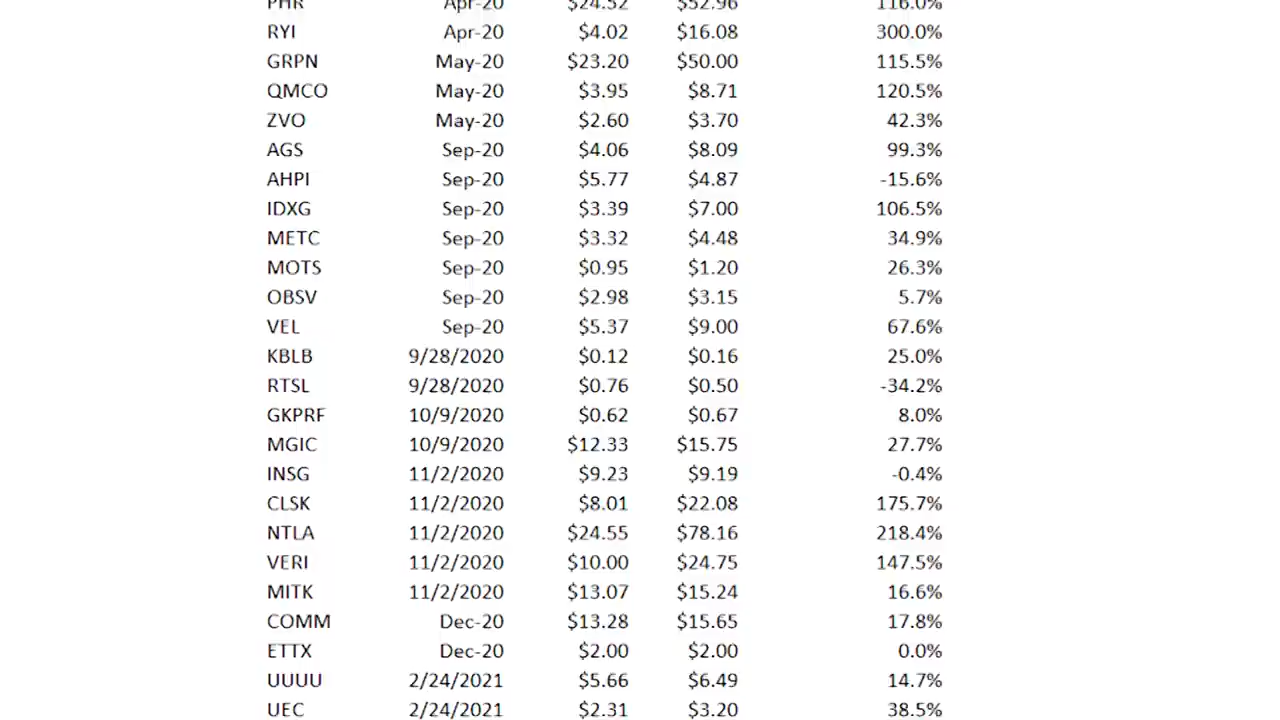 PHR Apr-20 $24.52 $52.96 116.0%
RYI Apr-20 $4.02 $16.08 300.0%
GRPN May-20 $23.20 $50.00 115.5%
QMCO May-20 $3.95 $8.71 120.5%
ZVO May-20 $2.60 $3.70 42.3%
AGS Sep-20 $4.06 $8.09 99.3%
AHPI Sep-20 $5.77 $4.87 -15.6%
IDXG Sep-20 $3.39 $7.00 106.5%
METC Sep-20 $3.32 $4.48 34.9%
MOTS Sep-20 $0.95 $1.20 26.3%
OBSV Sep-20 $2.98 $3.15 5.7%
VEL Sep-20 $5.37 $9.00 67.6%
KBLB 9/28/2020 $0.12 $0.16 25.0%
RTSL 9/28/2020 $0.76 $0.50 -34.2%
GKPRF 10/9/2020 $0.62 $0.67 8.0%
MGIC 10/9/2020 $12.33 $15.75 27.7%
INSG 11/2/2020 $9.23 $9.19 -0.4%
CLSK 11/2/2020 $8.01 $22.08 175.7%
NTLA 11/2/2020 $24.55 $78.16 218.4%
VERI 11/2/2020 $10.00 $24.75 147.5%
MITK 11/2/2020 $13.07 $15.24 16.6%
COMM Dec-20 $13.28 $15.65 17.8%
ETTX Dec-20 $2.00 $2.00 0.0%
UUUU 2/24/2021 $5.66 $6.49 14.7%
UEC 2/24/2021 $2.31 $3.20 38.5%